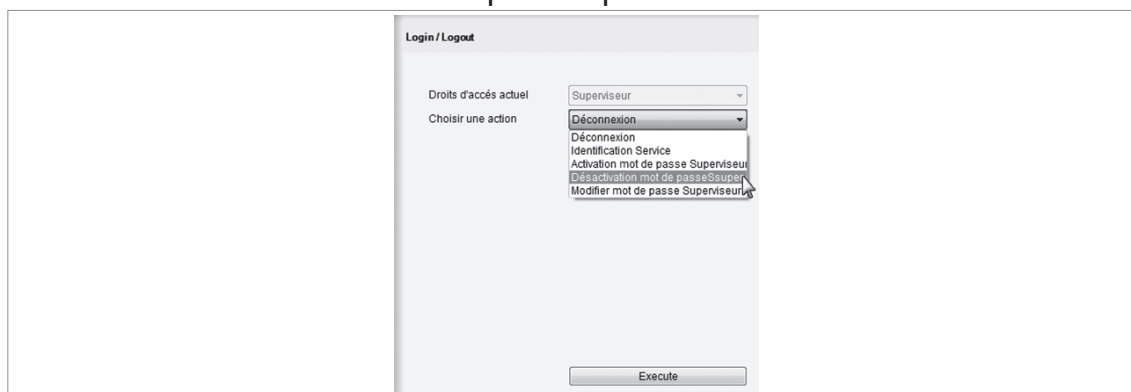 Login / Logout
Droits d'accés actuel
Superviseur
Choisir une action
Déconnexion
Déconnexion
Identification Service
Activation mot de passe Superviseur
Désactivation mot de passeSsuper
Modifier mot de passe Superviseur
Execute